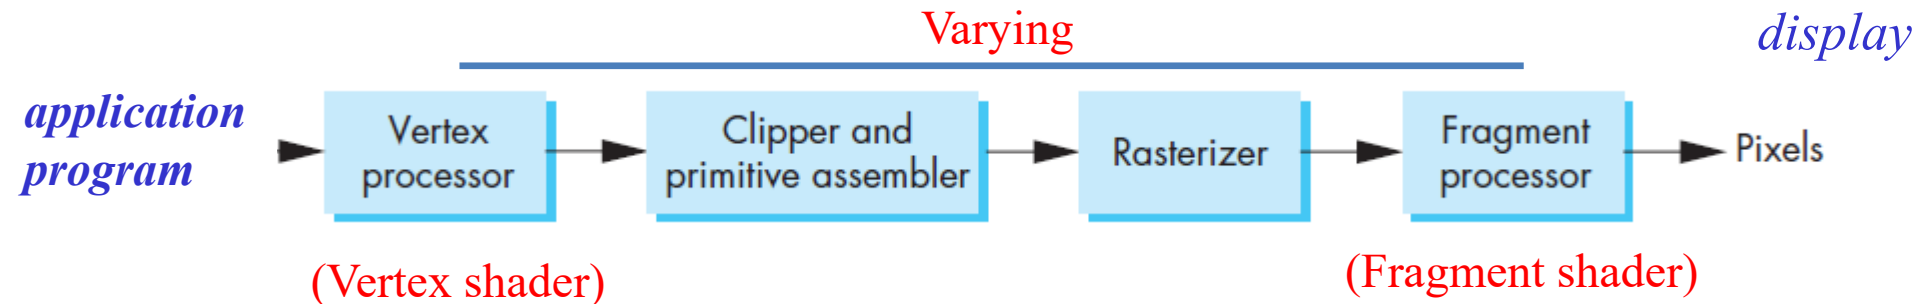 Varying
display
application
program
Vertex
processor
Clipper and
primitive assembler
Rasterizer
Fragment
processor
Pixels
(Vertex shader)
(Fragment shader)